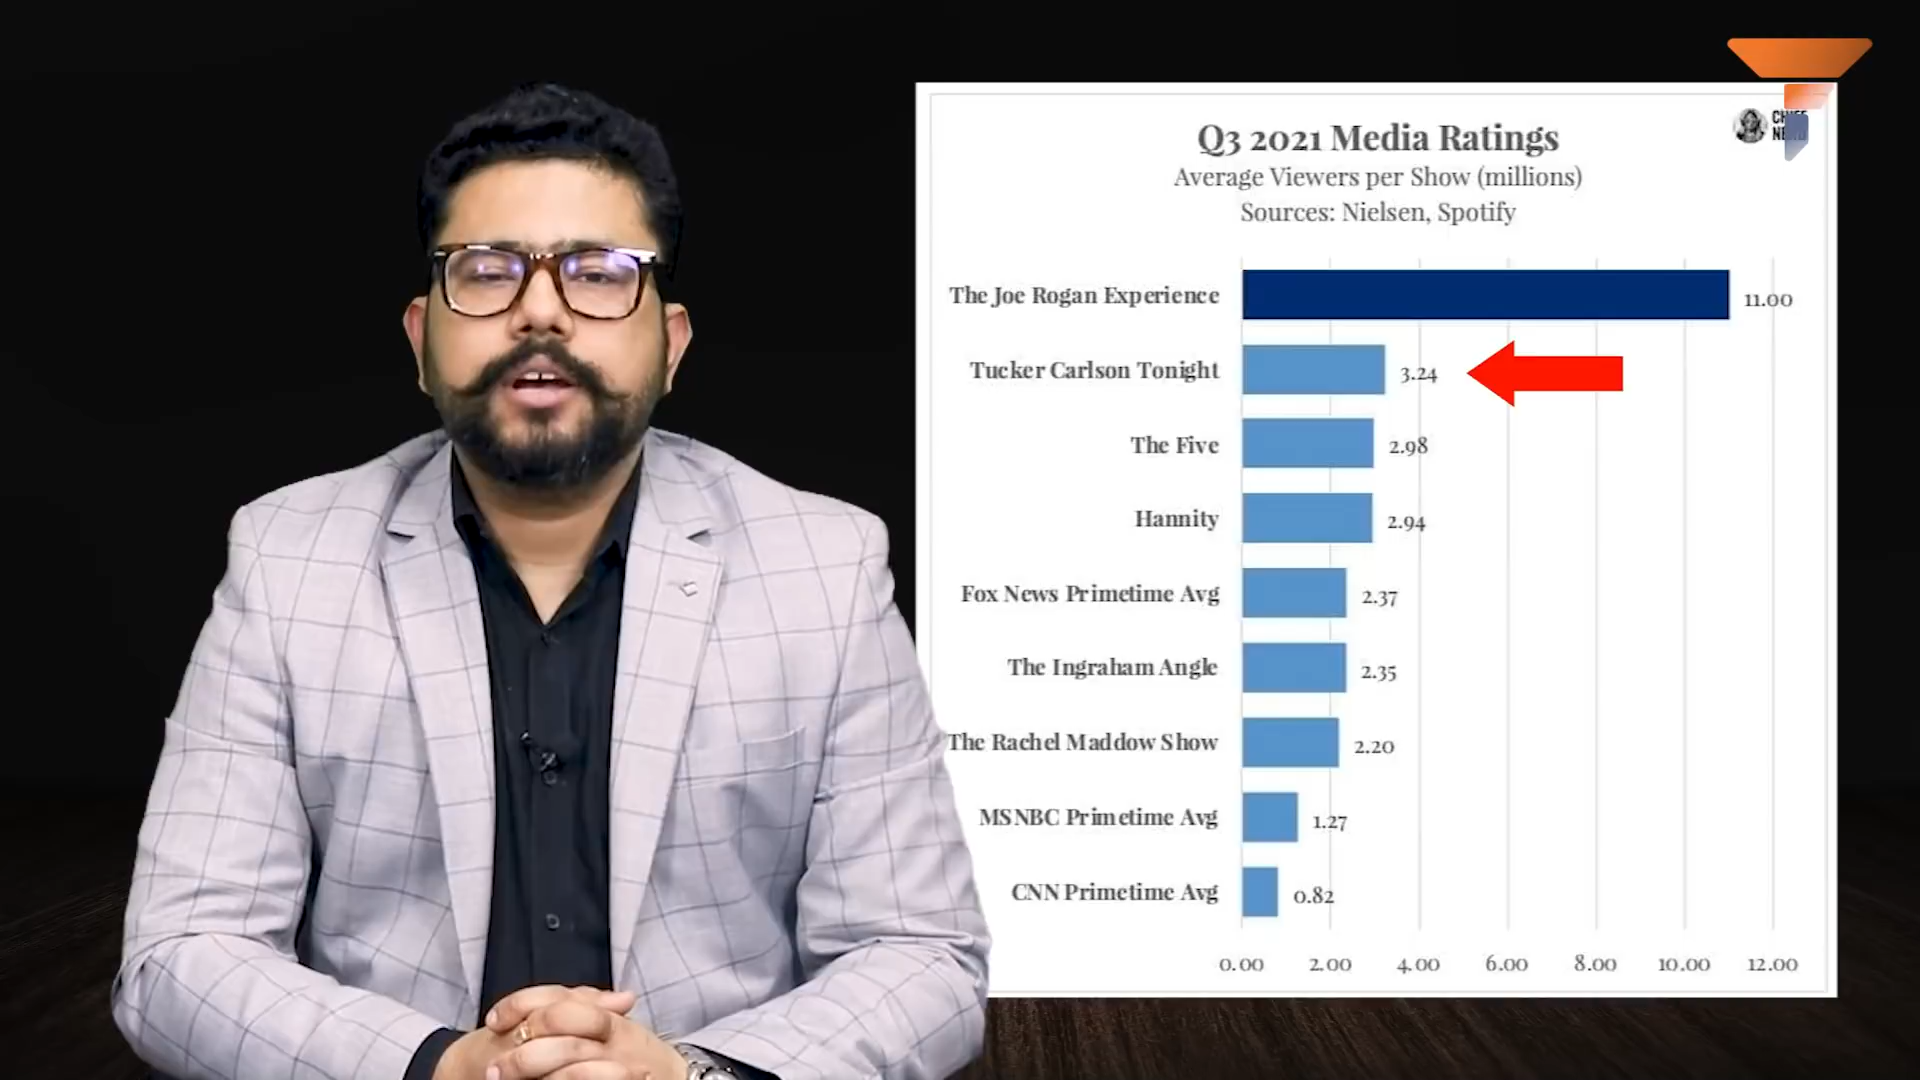 Q3 2021 Media Ratings
Average Viewers per Show (millions)
Sources: Nielsen, Spotify
The Joe Rogan Experience 11.00
Tucker Carlson Tonight 3.24
The Five 2.98
Hannity 2.94
Fox News Primetime Avg 2.37
The Ingraham Angle 2.35
The Rachel Maddow Show 2.20
MSNBC Primetime Avg 1.27
CNN Primetime Avg 0.82
0.00 2.00 4.00 6.00 8.00 10.00 12.00